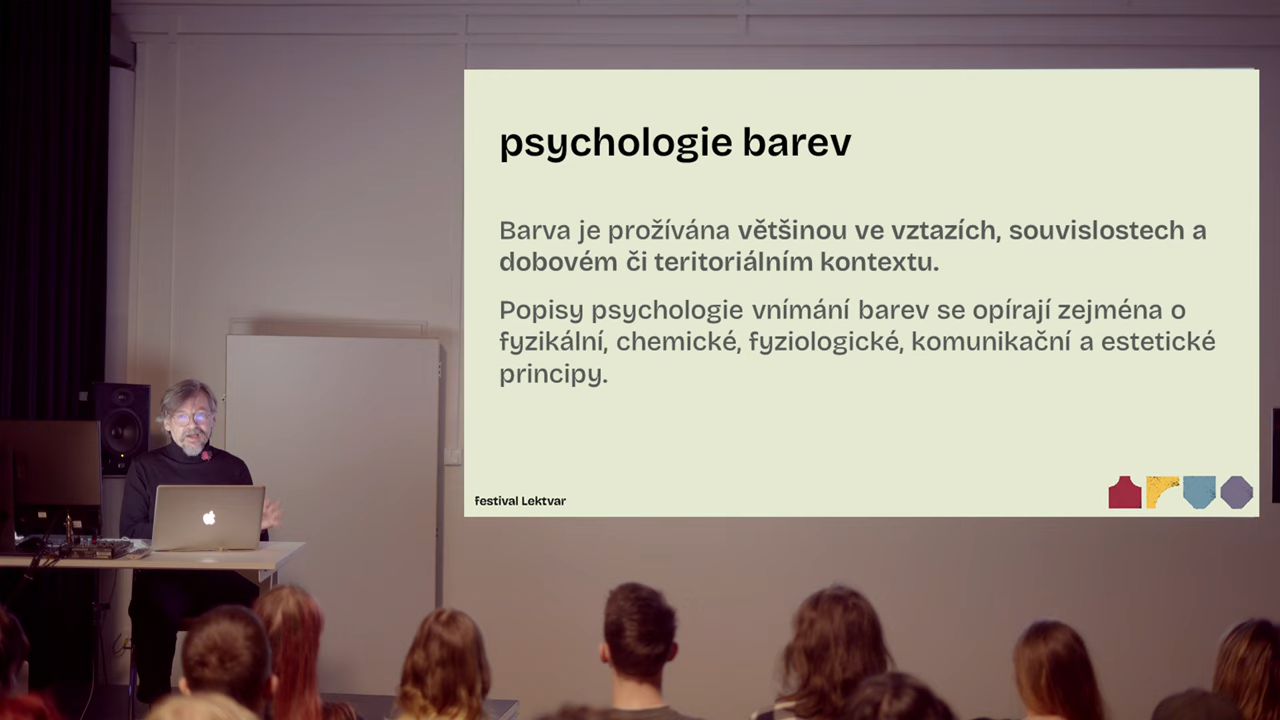 psychologie barev
Barva je prožívána většinou ve vztazích, souvislostech a
dobovém či teritoriálním kontextu.
Popisy psychologie vnímání barev se opírají zejména o
fyzikální, chemické, fyziologické, komunikační a estetické
principy.
festival Lektvar